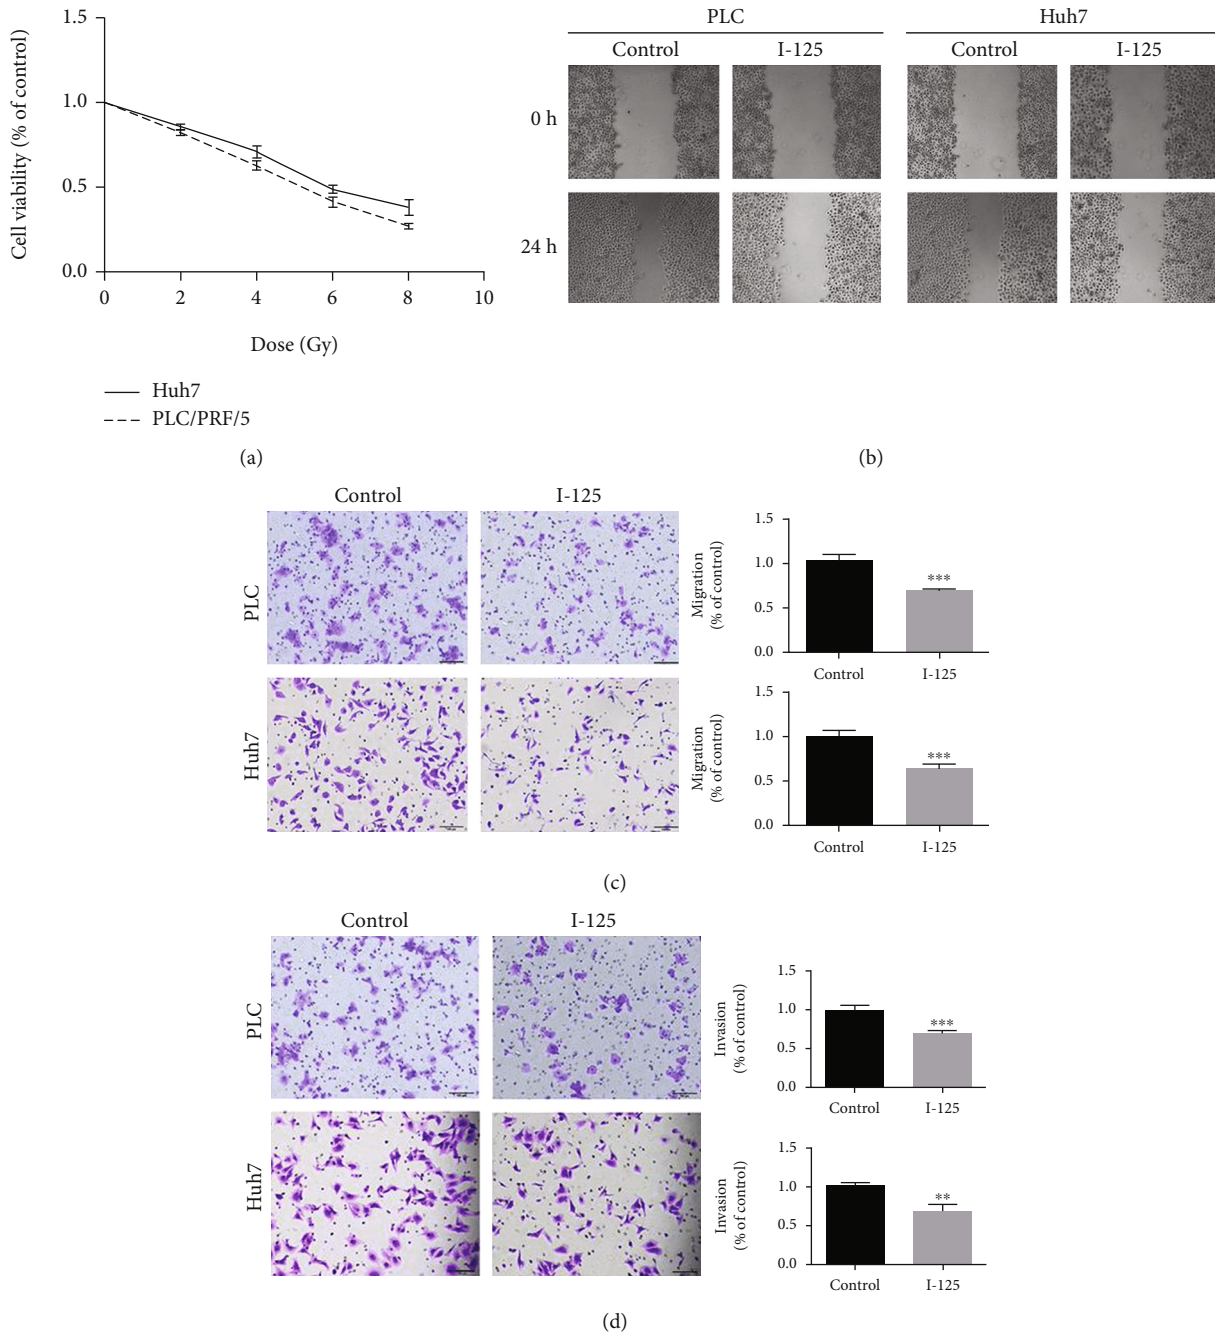 1.5
1.0
0.5
0.0
Cell viability (% of control)
0 2 4 6 8 10
Dose (Gy)
Huh7
PLC/PRF/5
(a)
PLC Huh7
Control I-125 Control I-125
0 h
24 h
(b)
Control I-125
PLC
Huh7
Migration
(% of control)
1.5
1.0
0.5
0.0
***
Control I-125
Migration
(% of control)
1.5
1.0
0.5
0.0
***
Control I-125
(c)
Control I-125
PLC
Huh7
Invasion
(% of control)
1.5
1.0
0.5
0.0
***
Control I-125
Invasion
(% of control)
1.5
1.0
0.5
0.0
**
Control I-125
(d)